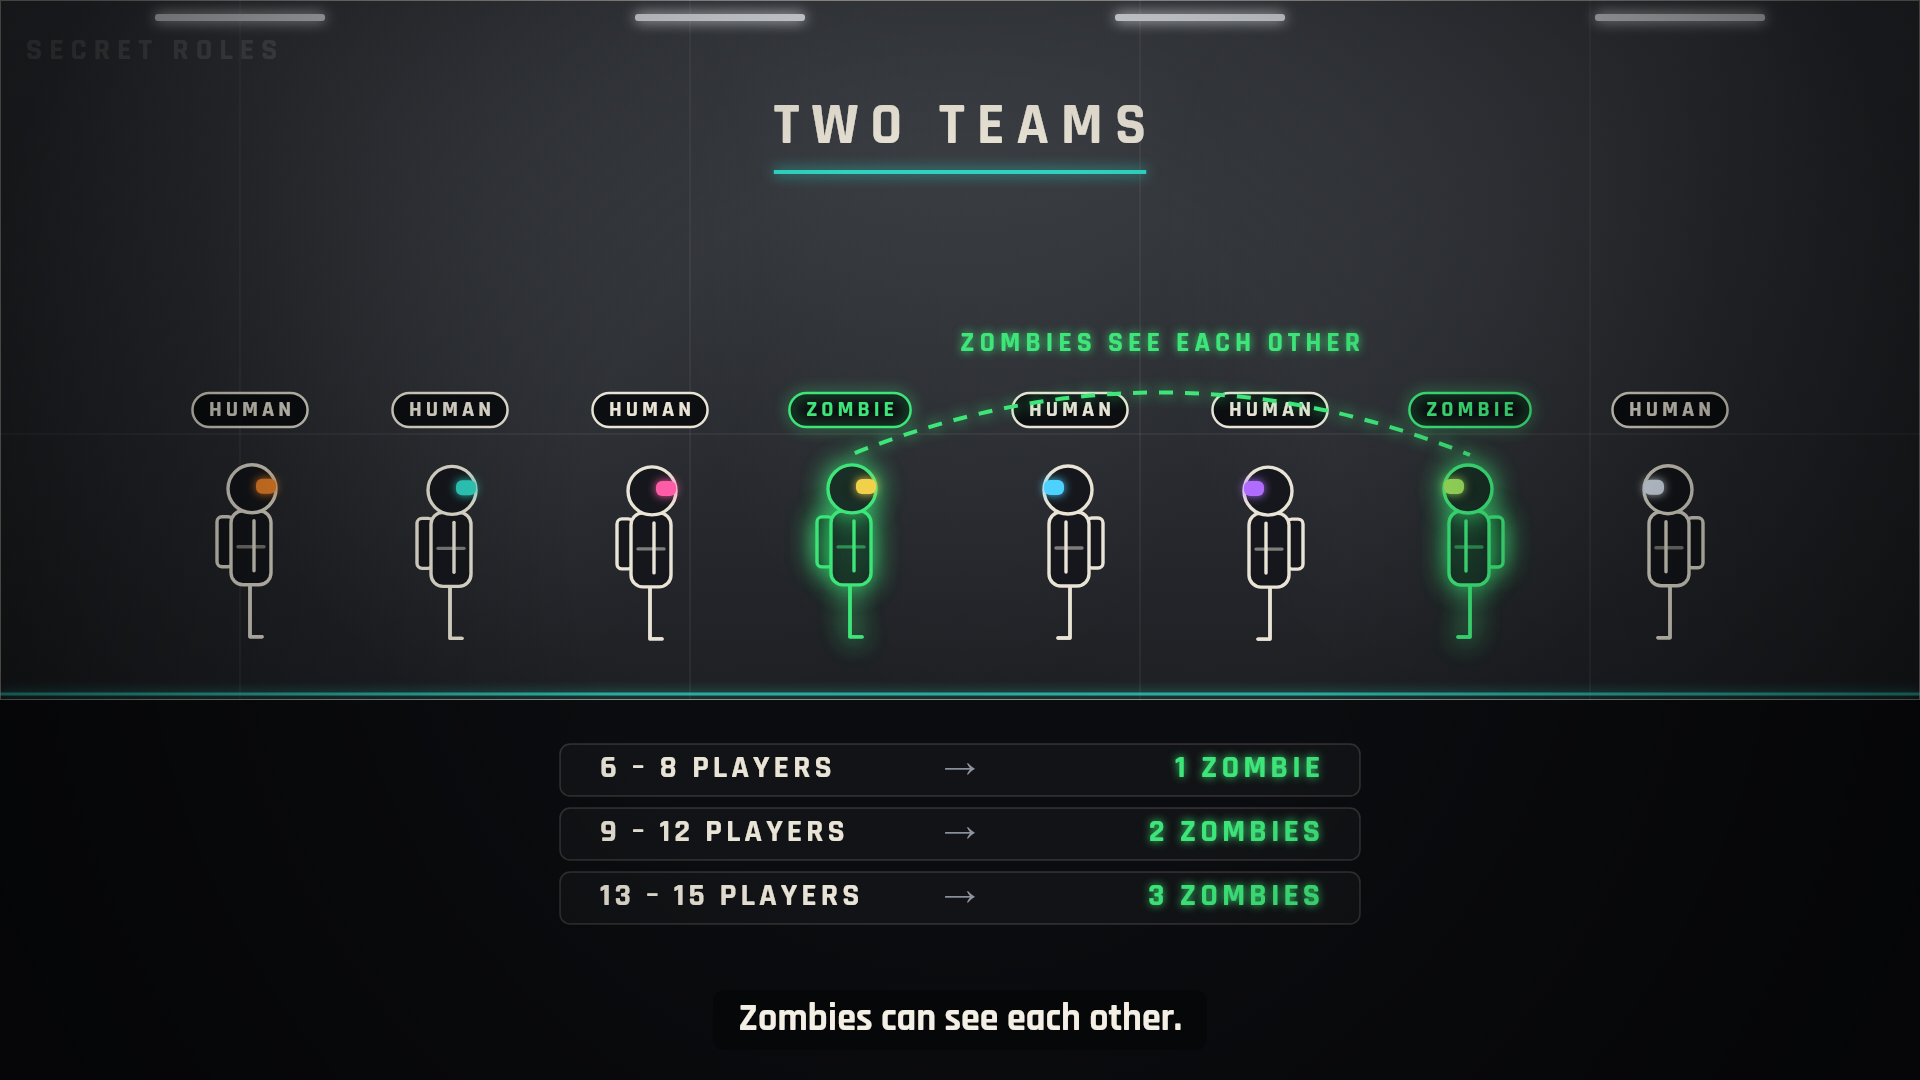 SECRET ROLES
TWO TEAMS
ZOMBIES SEE EACH OTHER
HUMAN HUMAN HUMAN ZOMBIE HUMAN HUMAN ZOMBIE HUMAN
6 - 8 PLAYERS → 1 ZOMBIE
9 - 12 PLAYERS → 2 ZOMBIES
13 - 15 PLAYERS → 3 ZOMBIES
Zombies can see each other.